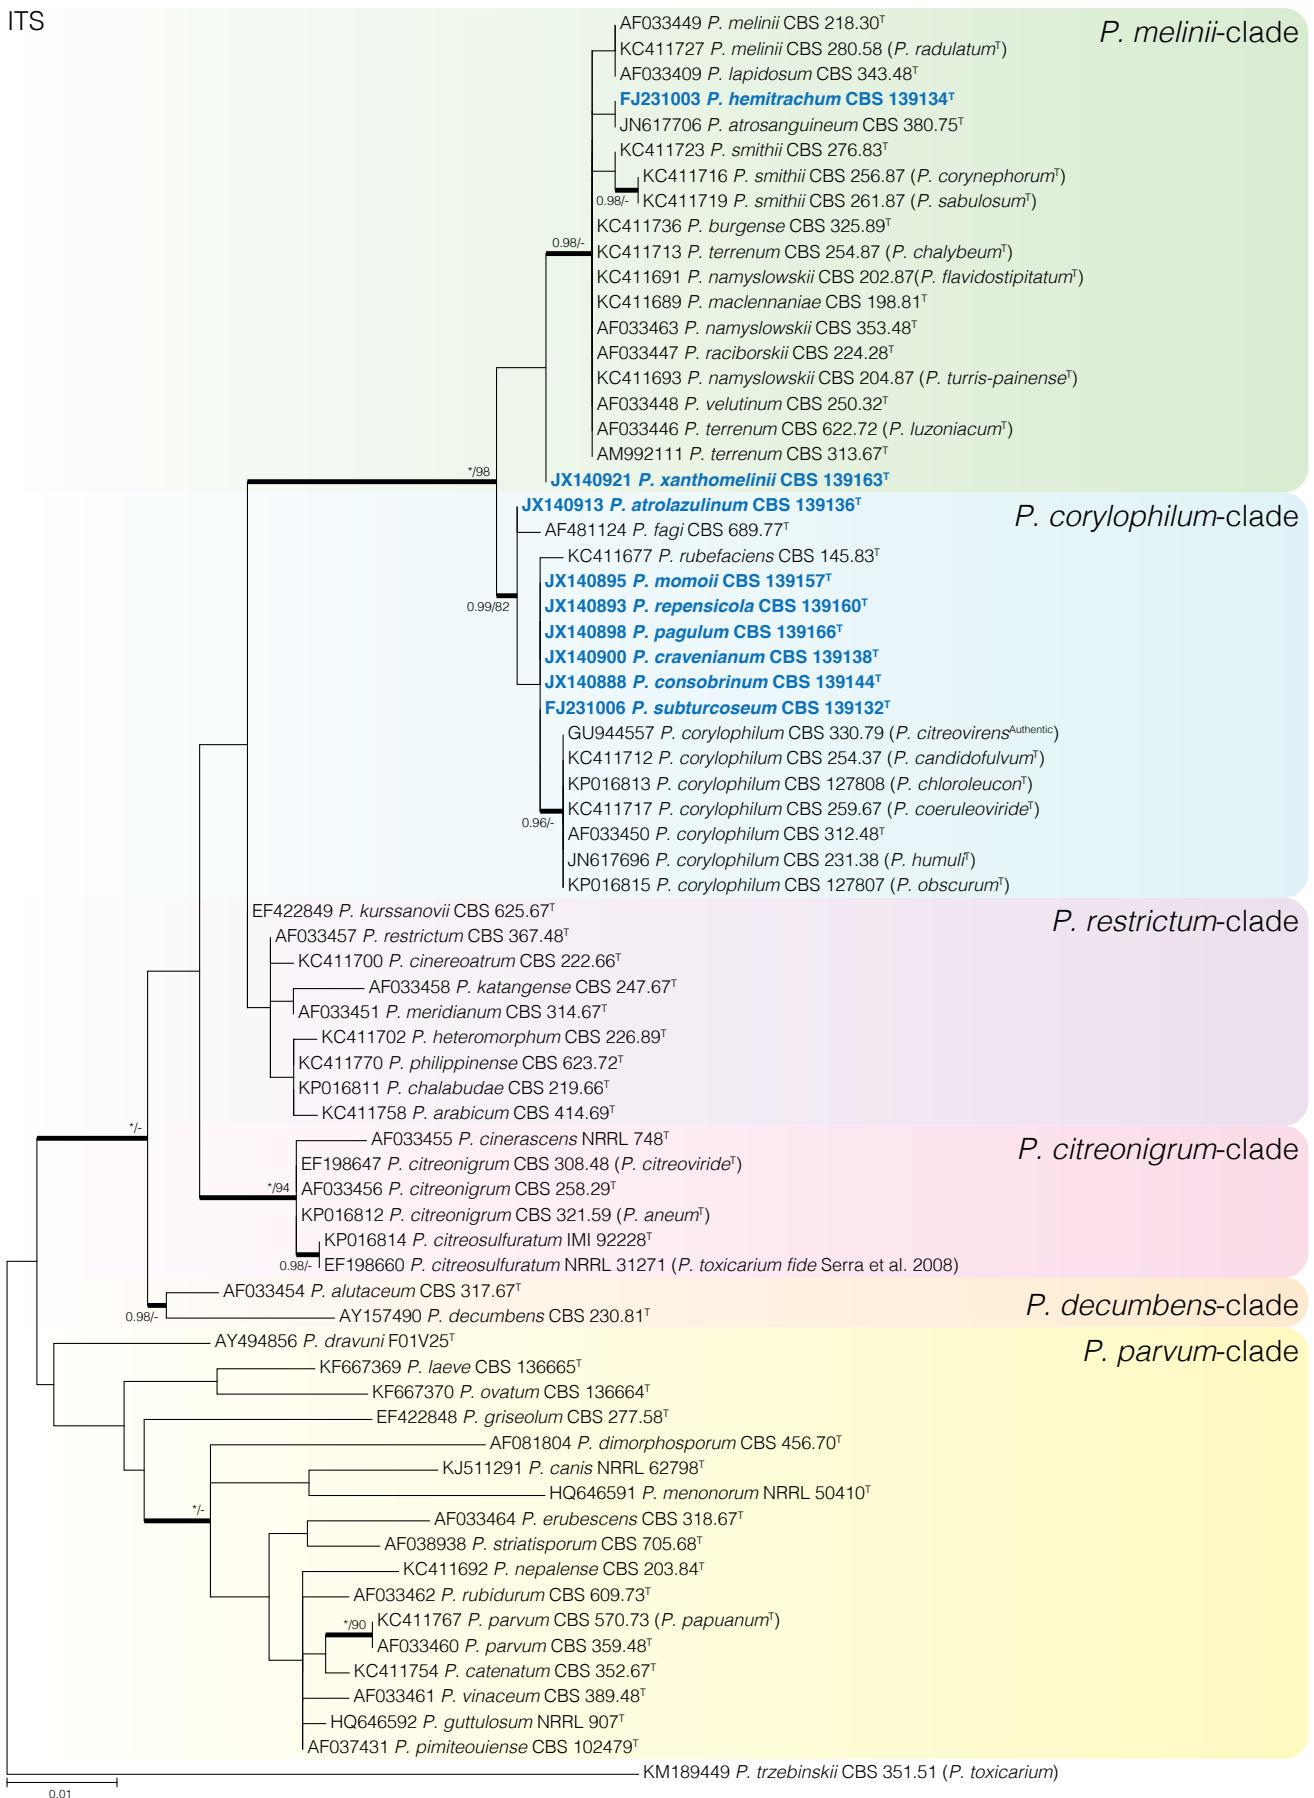 ITS
P. melinii-clade
AF033449 P. melinii CBS 218.30ᵀ
KC411727 P. melinii CBS 280.58 (P. radulatumᵀ)
AF033409 P. lapidosum CBS 343.48ᵀ
FJ231003 P. hemitrachum CBS 139134ᵀ
JN617706 P. atrosanguineum CBS 380.75ᵀ
KC411723 P. smithii CBS 276.83ᵀ
KC411716 P. smithii CBS 256.87 (P. corynephorumᵀ)
0.98/-
KC411719 P. smithii CBS 261.87 (P. sabulosumᵀ)
KC411736 P. burgense CBS 325.89ᵀ
0.98/-
KC411713 P. terrenum CBS 254.87 (P. chalybeumᵀ)
KC411691 P. namyslowskii CBS 202.87(P. flavidostipitatumᵀ)
KC411689 P. maclennaniae CBS 198.81ᵀ
AF033463 P. namyslowskii CBS 353.48ᵀ
AF033447 P. raciborskii CBS 224.28ᵀ
KC411693 P. namyslowskii CBS 204.87 (P. turris-painenseᵀ)
AF033448 P. velutinum CBS 250.32ᵀ
AF033446 P. terrenum CBS 622.72 (P. luzoniacumᵀ)
AM992111 P. terrenum CBS 313.67ᵀ
*/98
JX140921 P. xanthomelinii CBS 139163ᵀ
P. corylophilum-clade
JX140913 P. atrolazulinum CBS 139136ᵀ
AF481124 P. fagi CBS 689.77ᵀ
KC411677 P. rubefaciens CBS 145.83ᵀ
JX140895 P. momoii CBS 139157ᵀ
0.99/82
JX140893 P. repensicola CBS 139160ᵀ
JX140898 P. pagulum CBS 139166ᵀ
JX140900 P. cravenianum CBS 139138ᵀ
JX140888 P. consobrinum CBS 139144ᵀ
FJ231006 P. subturcoseum CBS 139132ᵀ
GU944557 P. corylophilum CBS 330.79 (P. citreovirensᴬᵘᵗʰᵉⁿᵗⁱᶜ)
KC411712 P. corylophilum CBS 254.37 (P. candidofulvumᵀ)
KP016813 P. corylophilum CBS 127808 (P. chloroleuconᵀ)
KC411717 P. corylophilum CBS 259.67 (P. coeruleovirideᵀ)
0.96/-
AF033450 P. corylophilum CBS 312.48ᵀ
JN617696 P. corylophilum CBS 231.38 (P. humuliᵀ)
KP016815 P. corylophilum CBS 127807 (P. obscurumᵀ)
P. restrictum-clade
EF422849 P. kurssanovii CBS 625.67ᵀ
AF033457 P. restrictum CBS 367.48ᵀ
KC411700 P. cinereoatrum CBS 222.66ᵀ
AF033458 P. katangense CBS 247.67ᵀ
AF033451 P. meridianum CBS 314.67ᵀ
KC411702 P. heteromorphum CBS 226.89ᵀ
KC411770 P. philippinense CBS 623.72ᵀ
KP016811 P. chalabudae CBS 219.66ᵀ
KC411758 P. arabicum CBS 414.69ᵀ
*/-
P. citreonigrum-clade
AF033455 P. cinerascens NRRL 748ᵀ
EF198647 P. citreonigrum CBS 308.48 (P. citreovirideᵀ)
*/94
AF033456 P. citreonigrum CBS 258.29ᵀ
KP016812 P. citreonigrum CBS 321.59 (P. aneumᵀ)
KP016814 P. citreosulfuratum IMI 92228ᵀ
0.98/-
EF198660 P. citreosulfuratum NRRL 31271 (P. toxicarium fide Serra et al. 2008)
P. decumbens-clade
AF033454 P. alutaceum CBS 317.67ᵀ
0.98/-
AY157490 P. decumbens CBS 230.81ᵀ
P. parvum-clade
AY494856 P. dravuni F01V25ᵀ
KF667369 P. laeve CBS 136665ᵀ
KF667370 P. ovatum CBS 136664ᵀ
EF422848 P. griseolum CBS 277.58ᵀ
AF081804 P. dimorphosporum CBS 456.70ᵀ
KJ511291 P. canis NRRL 62798ᵀ
HQ646591 P. menonorum NRRL 50410ᵀ
*/-
AF033464 P. erubescens CBS 318.67ᵀ
AF038938 P. striatisporum CBS 705.68ᵀ
KC411692 P. nepalense CBS 203.84ᵀ
AF033462 P. rubidurum CBS 609.73ᵀ
*/90
KC411767 P. parvum CBS 570.73 (P. papuanumᵀ)
AF033460 P. parvum CBS 359.48ᵀ
KC411754 P. catenatum CBS 352.67ᵀ
AF033461 P. vinaceum CBS 389.48ᵀ
HQ646592 P. guttulosum NRRL 907ᵀ
AF037431 P. pimiteouiense CBS 102479ᵀ
KM189449 P. trzebinskii CBS 351.51 (P. toxicarium)
0.01